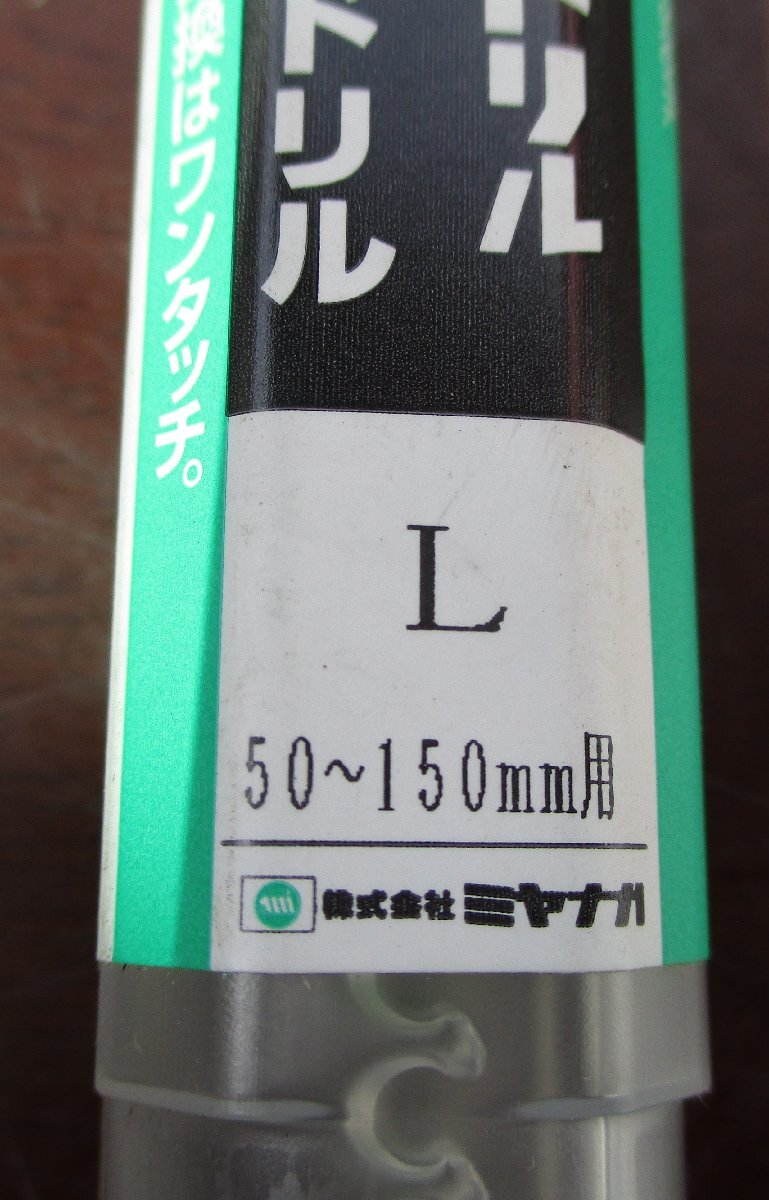 リル
ドリル
換はワンタッチ。
L
50~150mm用
株式会社 ミヤナガ